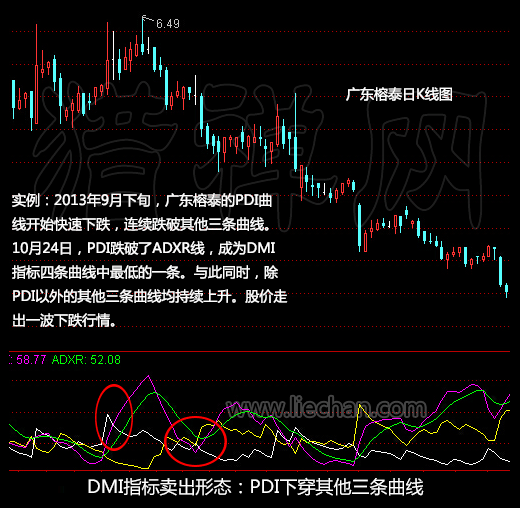 6.49
广东榕泰日K线图
猎祥网
实例：2013年9月下旬，广东榕泰的PDI曲
线开始快速下跌，连续跌破其他三条曲线。
10月24日，PDI跌破了ADXR线，成为DMI
指标四条曲线中最低的一条。与此同时，除
PDI以外的其他三条曲线均持续上升。股价走
出一波下跌行情。
: 58.77 ADXR: 52.08
www.liechan.com
DMI指标卖出形态：PDI下穿其他三条曲线